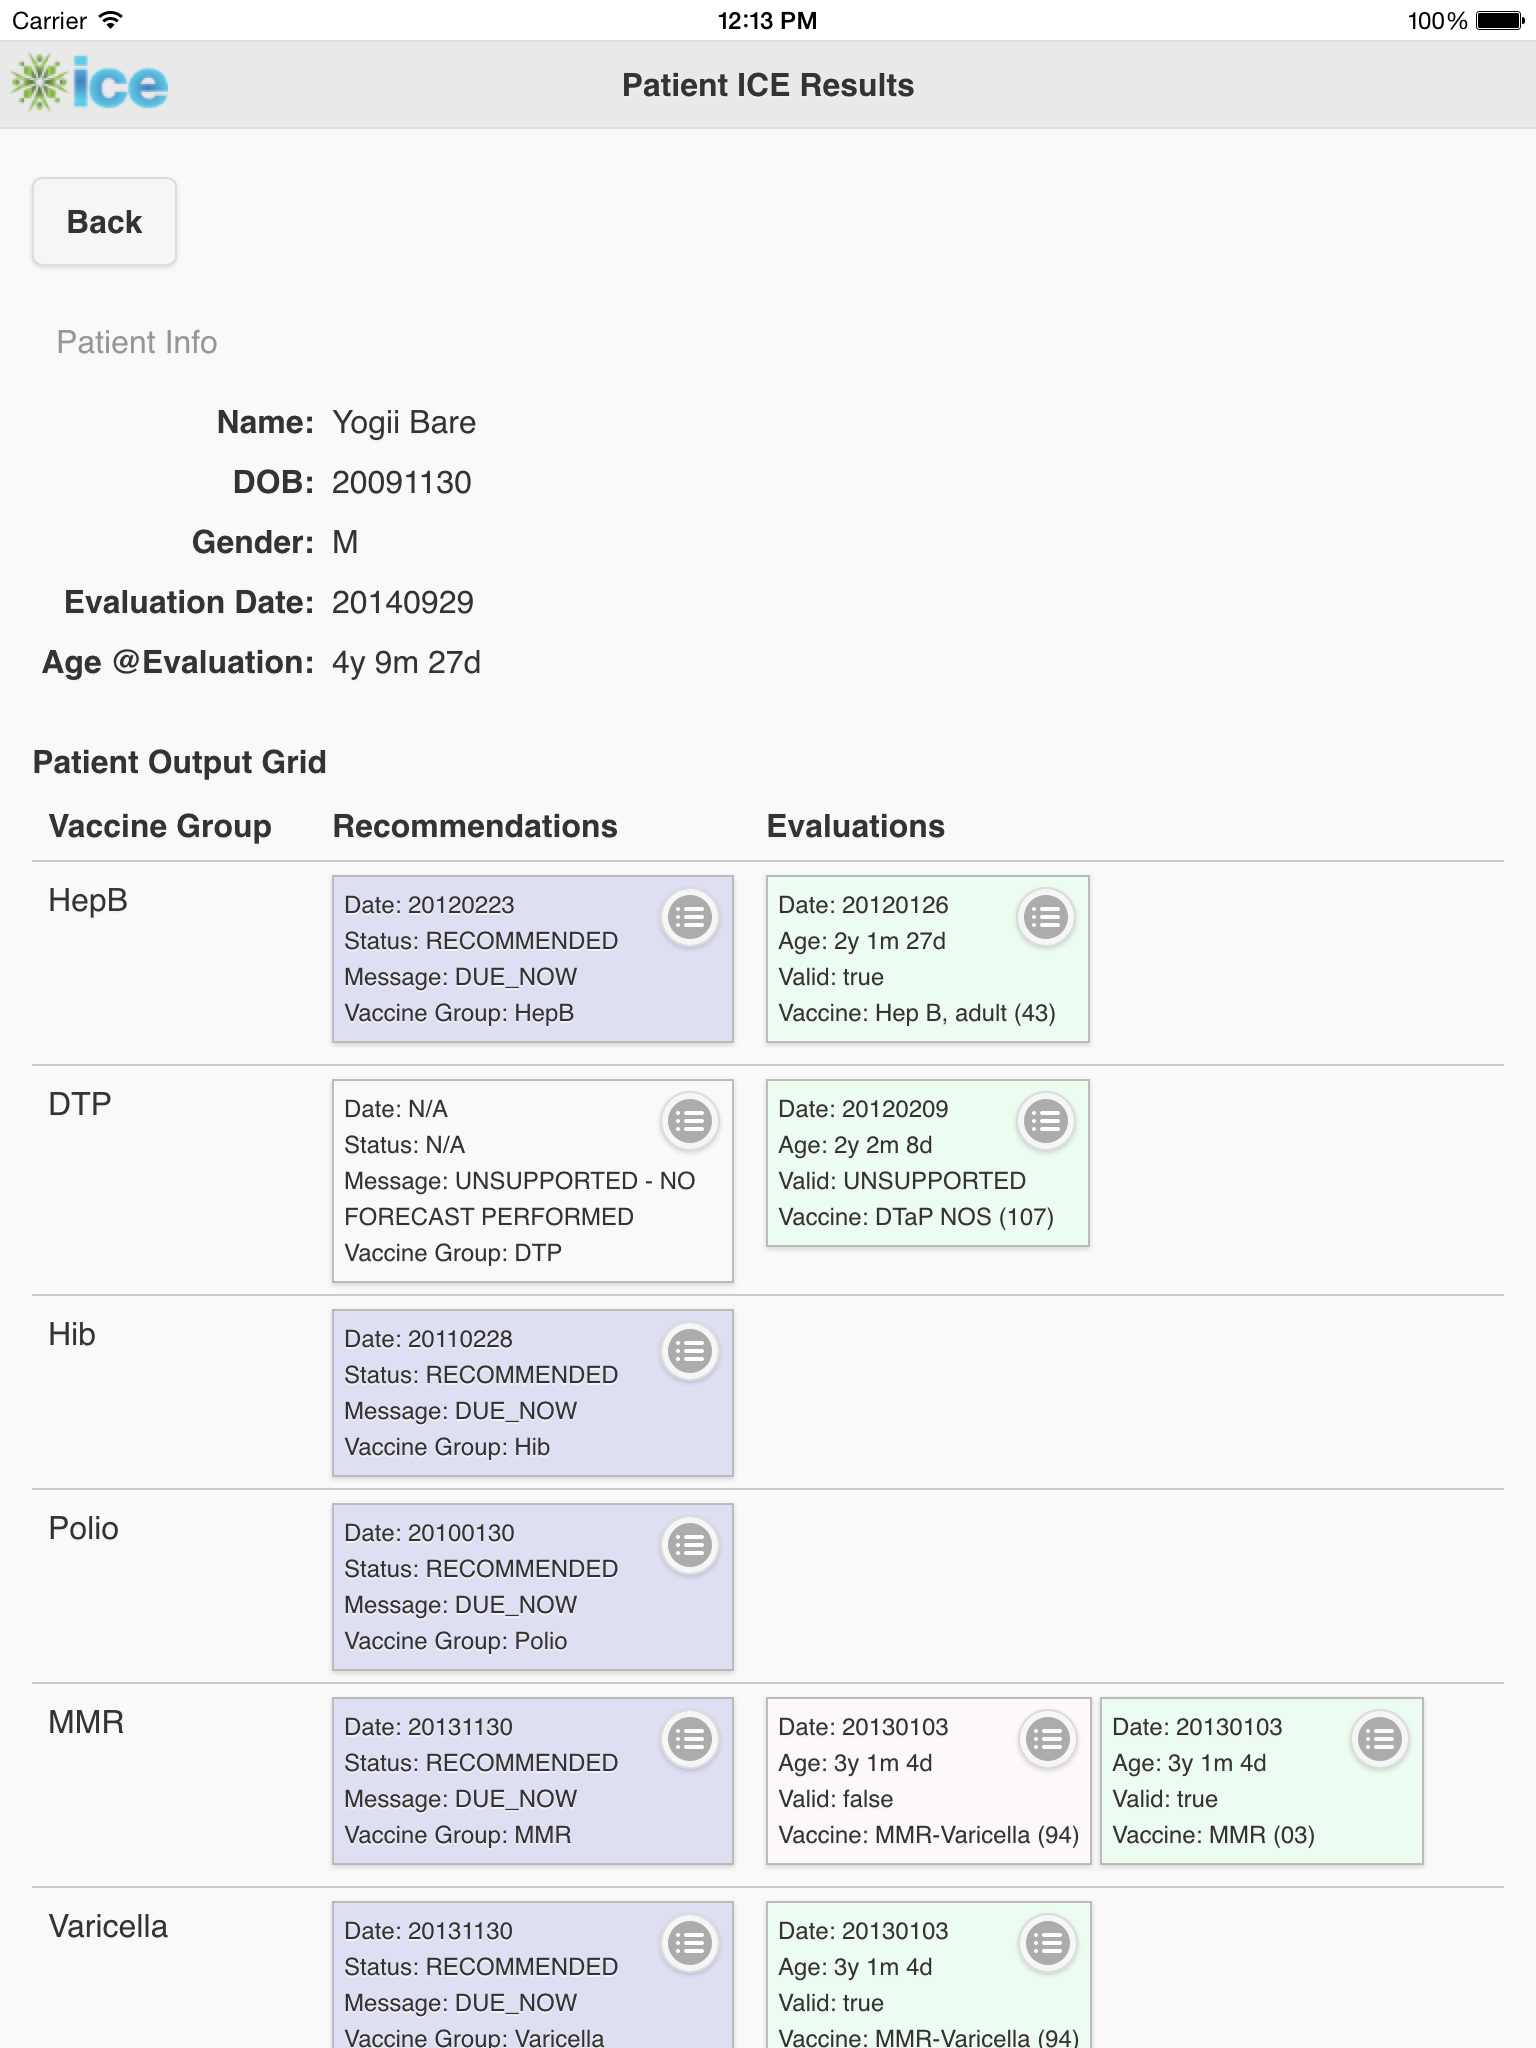 Carrier 12:13 PM 100%
ice Patient ICE Results
Back
Patient Info
Name: Yogii Bare
DOB: 20091130
Gender: M
Evaluation Date: 20140929
Age @Evaluation: 4y 9m 27d
Patient Output Grid
Vaccine Group Recommendations Evaluations
HepB
Date: 20120223
Status: RECOMMENDED
Message: DUE_NOW
Vaccine Group: HepB
Date: 20120126
Age: 2y 1m 27d
Valid: true
Vaccine: Hep B, adult (43)
DTP
Date: N/A
Status: N/A
Message: UNSUPPORTED - NO
FORECAST PERFORMED
Vaccine Group: DTP
Date: 20120209
Age: 2y 2m 8d
Valid: UNSUPPORTED
Vaccine: DTaP NOS (107)
Hib
Date: 20110228
Status: RECOMMENDED
Message: DUE_NOW
Vaccine Group: Hib
Polio
Date: 20100130
Status: RECOMMENDED
Message: DUE_NOW
Vaccine Group: Polio
MMR
Date: 20131130
Status: RECOMMENDED
Message: DUE_NOW
Vaccine Group: MMR
Date: 20130103
Age: 3y 1m 4d
Valid: false
Vaccine: MMR-Varicella (94)
Date: 20130103
Age: 3y 1m 4d
Valid: true
Vaccine: MMR (03)
Varicella
Date: 20131130
Status: RECOMMENDED
Message: DUE_NOW
Vaccine Group: Varicella
Date: 20130103
Age: 3y 1m 4d
Valid: true
Vaccine: MMR-Varicella (94)